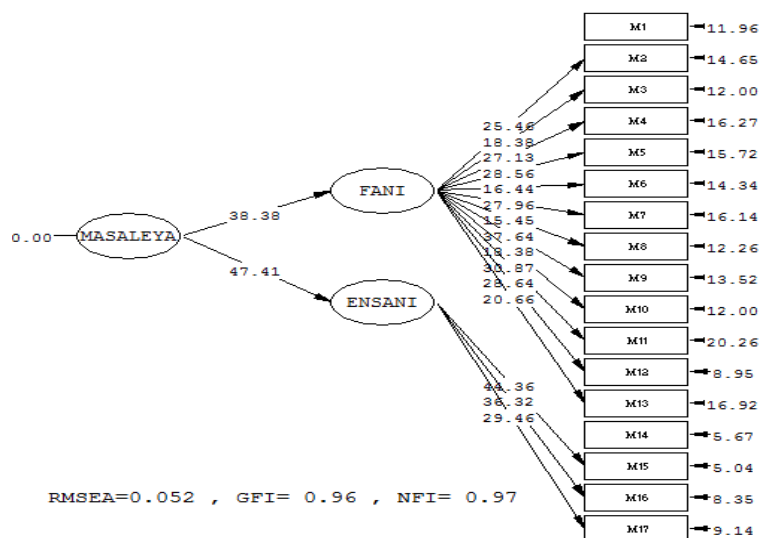 M1 11.96
M2 14.65
M3 12.00
M4 16.27
M5 15.72
M6 14.34
M7 16.14
M8 12.26
M9 13.52
M10 12.00
M11 20.26
M12 8.95
M13 16.92
M14 5.67
M15 5.04
M16 8.35
M17 9.14
25.46
18.38
27.13
28.56
16.44
27.96
15.45
37.64
18.38
30.87
28.64
20.66
FANI
38.38
0.00 MASALEYA
47.41
ENSANI
44.36
36.32
29.46
RMSEA=0.052 , GFI= 0.96 , NFI= 0.97